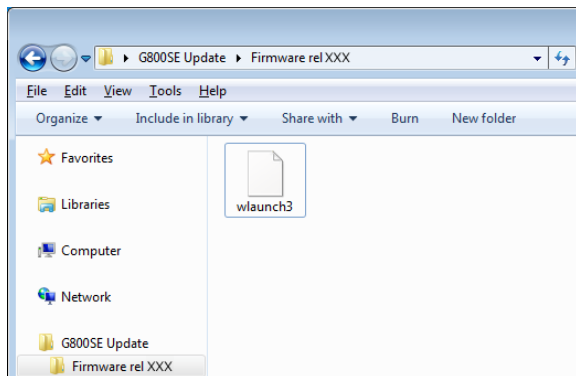 G800SE Update Firmware rel XXX
File Edit View Tools Help
Organize Include in library Share with Burn New folder
Favorites
wlaunch3
Libraries
Computer
Network
G800SE Update
Firmware rel XXX